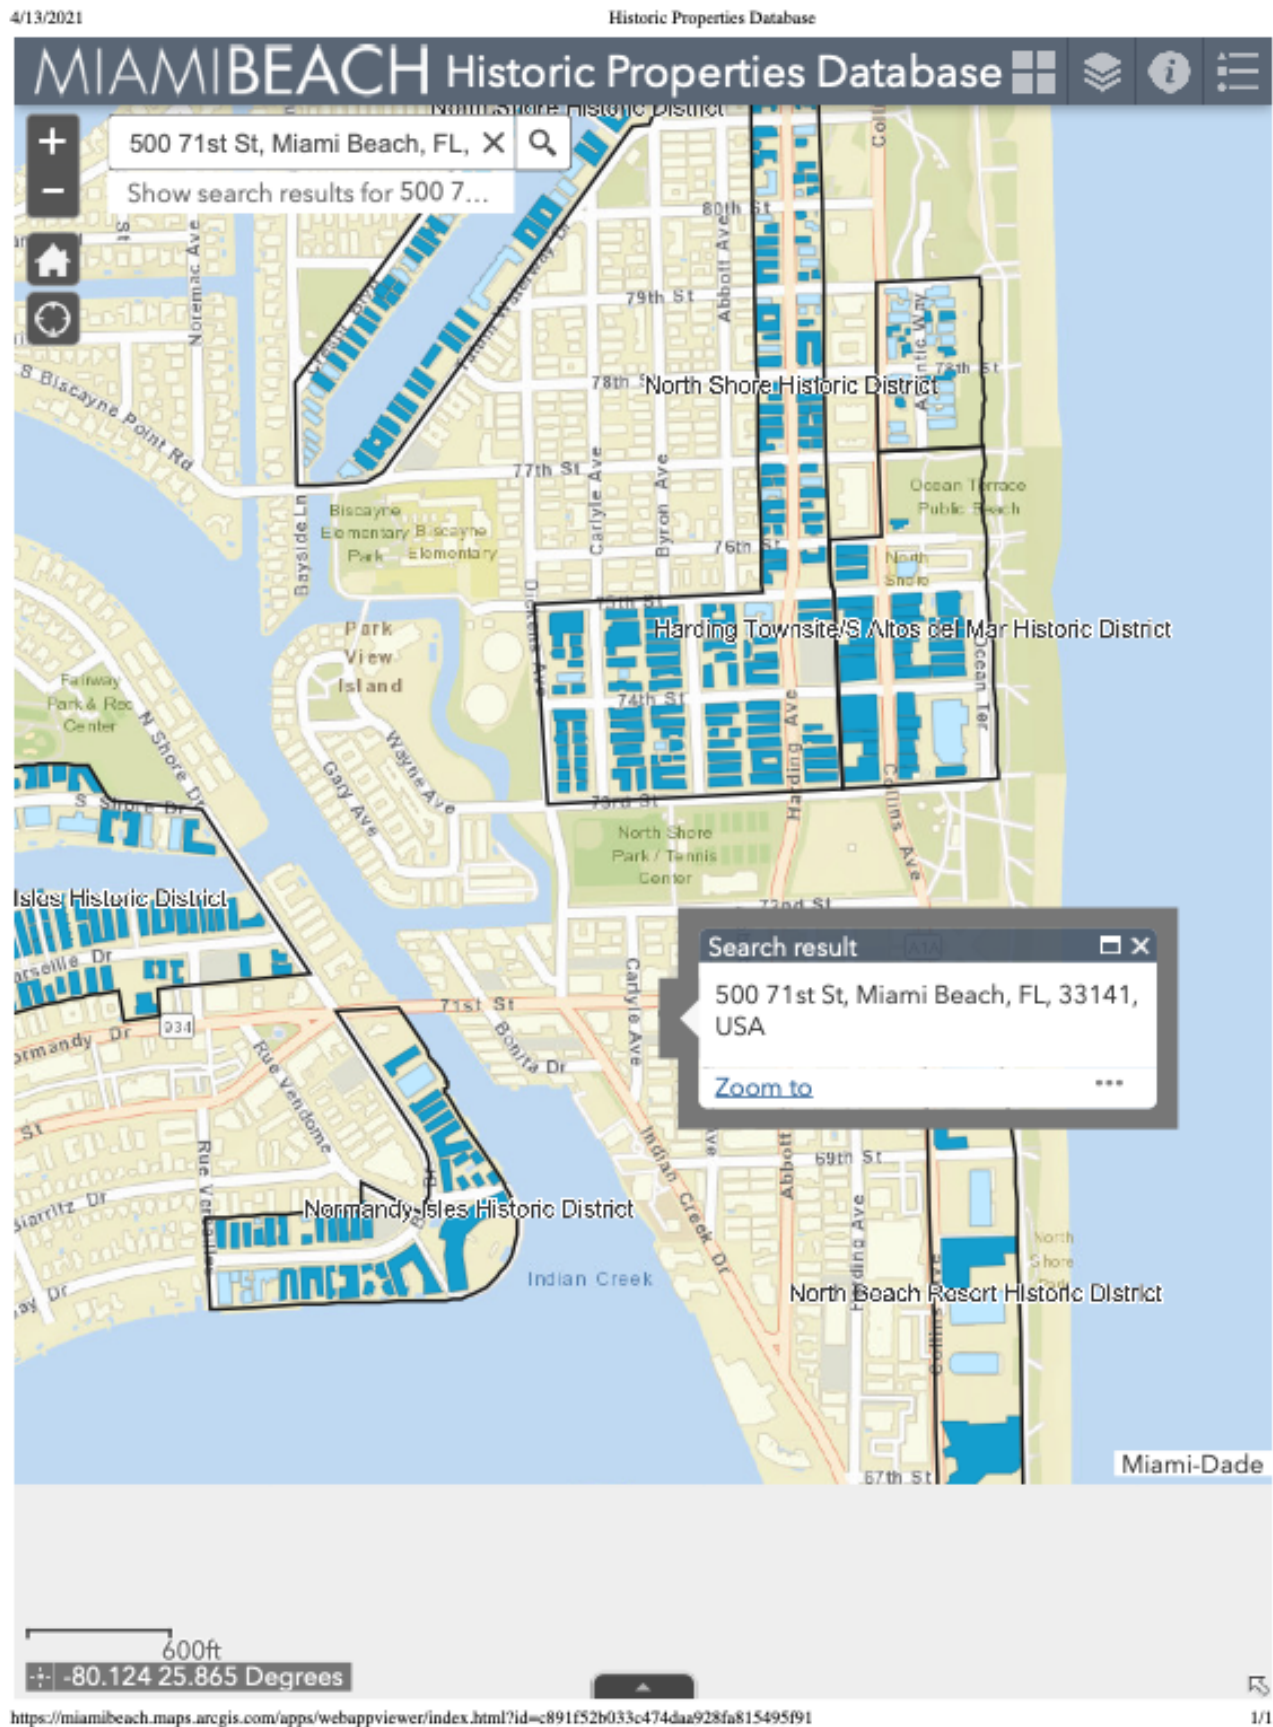 4/13/2021
Historic Properties Database
MIAMIBEACH Historic Properties Database
North Shore Historic District
500 71st St, Miami Beach, FL,
Show search results for 500 7...
80th St
Noremac Ave
Abbott Ave
79th St
Atlantic Way
78th St
78th
North Shore Historic District
S Biscayne Point Rd
77th St
Carlyle Ave
Byron Ave
Ocean Terrace
Public Beach
Biscayne
Elementary
Park
Biscayne
Elementary
Bayside Ln
76th St
North
Shore
Dickens Ave
75th St
Harding Townsite/S Altos del Mar Historic District
Park
View
Island
Fairway
Park & Rec
Center
N Shore Dr
74th St
Ocean Ter
Wayne Ave
Gary Ave
Harding Ave
Collins Ave
S Shore Dr
73rd St
North Shore
Park / Tennis
Center
Isles Historic District
72nd St
Search result
A1A
500 71st St, Miami Beach, FL, 33141,
USA
Zoom to
Carlyle Ave
71st St
934
Bonita Dr
Rue Vendome
Indian Creek Dr
Abbott
69th St
Biarritz Dr
Normandy Isles Historic District
Indian Creek
Harding Ave
North
Shore
North Beach Resort Historic District
Collins Ave
67th St
Miami-Dade
600ft
-80.124 25.865 Degrees
https://miamibeach.maps.arcgis.com/apps/webappviewer/index.html?id=c891f52b033c474daa928fa815495f91
1/1